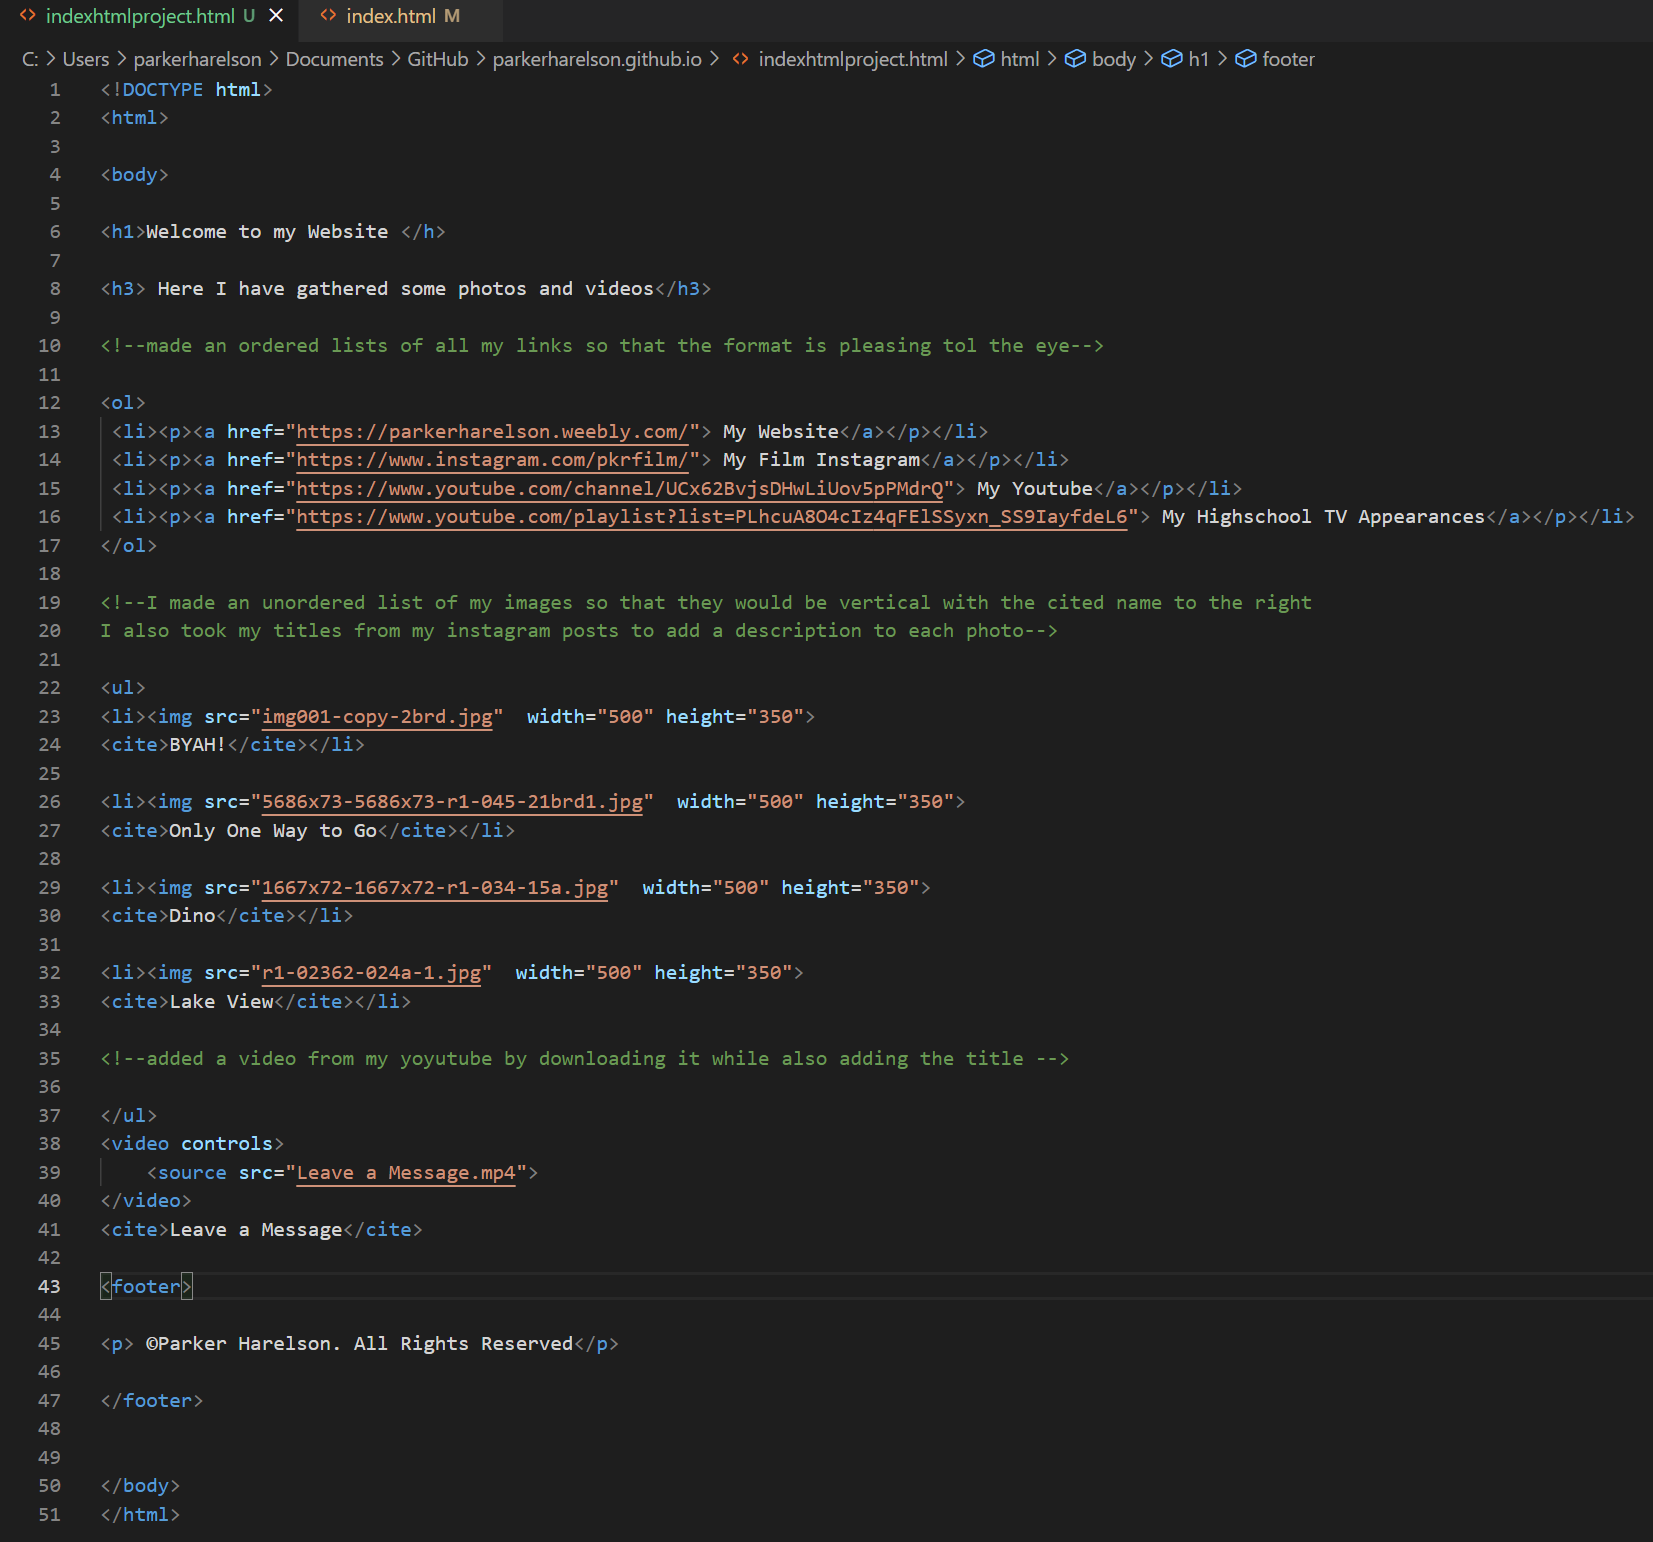 indexhtmlproject.html U index.html M
C: > Users > parkerharelson > Documents > GitHub > parkerharelson.github.io > indexhtmlproject.html > html > body > h1 > footer
1 <!DOCTYPE html>
2 <html>
3
4 <body>
5
6 <h1>Welcome to my Website </h>
7
8 <h3> Here I have gathered some photos and videos</h3>
9
10 <!--made an ordered lists of all my links so that the format is pleasing tol the eye-->
11
12 <ol>
13 <li><p><a href="https://parkerharelson.weebly.com/"> My Website</a></p></li>
14 <li><p><a href="https://www.instagram.com/pkrfilm/"> My Film Instagram</a></p></li>
15 <li><p><a href="https://www.youtube.com/channel/UCx62BvjsDHwLiUov5pPMdrQ"> My Youtube</a></p></li>
16 <li><p><a href="https://www.youtube.com/playlist?list=PLhcuA8O4cIz4qFElSSyxn_SS9IayfdeL6"> My Highschool TV Appearances</a></p></li>
17 </ol>
18
19 <!--I made an unordered list of my images so that they would be vertical with the cited name to the right
20 I also took my titles from my instagram posts to add a description to each photo-->
21
22 <ul>
23 <li><img src="img001-copy-2brd.jpg"  width="500" height="350">
24 <cite>BYAH!</cite></li>
25
26 <li><img src="5686x73-5686x73-r1-045-21brd1.jpg"  width="500" height="350">
27 <cite>Only One Way to Go</cite></li>
28
29 <li><img src="1667x72-1667x72-r1-034-15a.jpg"  width="500" height="350">
30 <cite>Dino</cite></li>
31
32 <li><img src="r1-02362-024a-1.jpg"  width="500" height="350">
33 <cite>Lake View</cite></li>
34
35 <!--added a video from my yoyutube by downloading it while also adding the title -->
36
37 </ul>
38 <video controls>
39 <source src="Leave a Message.mp4">
40 </video>
41 <cite>Leave a Message</cite>
42
43 <footer>
44
45 <p> ©Parker Harelson. All Rights Reserved</p>
46
47 </footer>
48
49
50 </body>
51 </html>